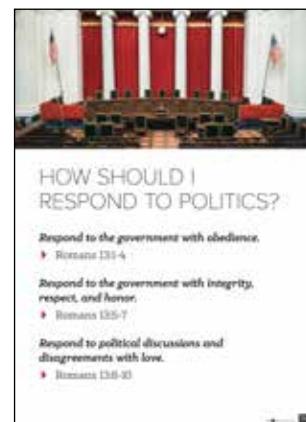 HOW SHOULD I
RESPOND TO POLITICS?
Respond to the government with obedience.
Romans 13:1-4
Respond to the government with integrity,
respect, and honor.
Romans 13:5-7
Respond to political discussions and
disagreements with love.
Romans 13:8-10